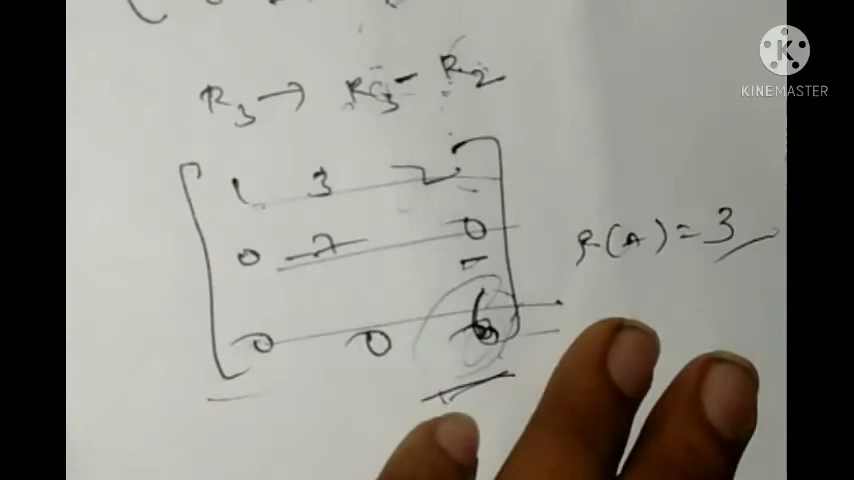 KINEMASTER
R3 → R3 - R2
1 3 2
0 -7 0
0 0 6
ρ(A) = 3